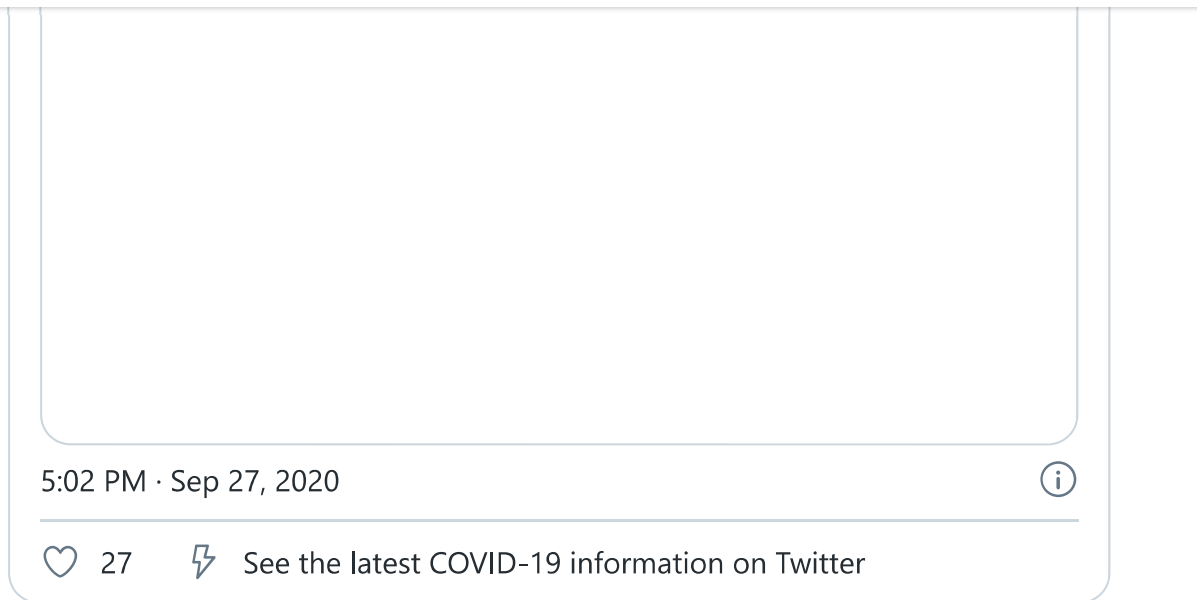 5:02 PM · Sep 27, 2020
27 See the latest COVID-19 information on Twitter